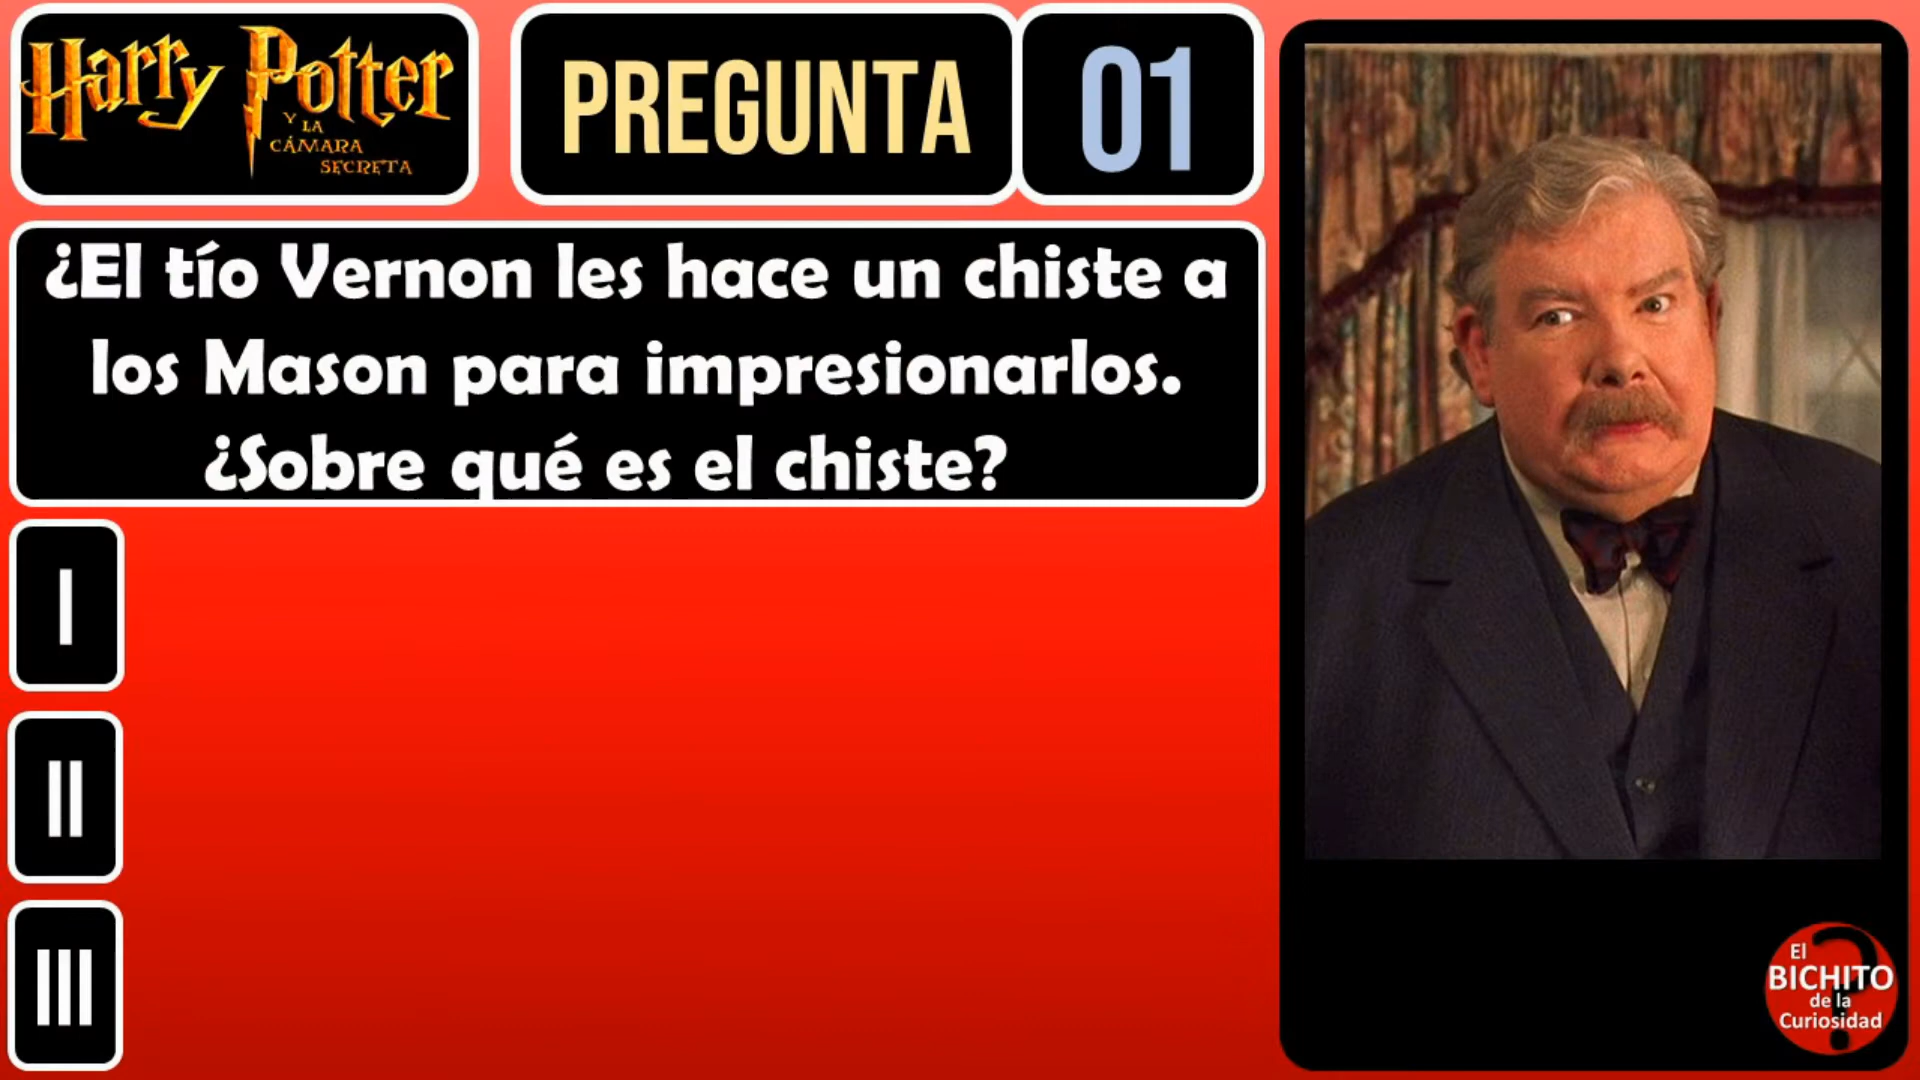 Harry Potter
Y LA
CÁMARA
SECRETA
PREGUNTA
01
¿El tío Vernon les hace un chiste a
los Mason para impresionarlos.
¿Sobre qué es el chiste?
I
II
III
El
BICHITO
de la
Curiosidad
?